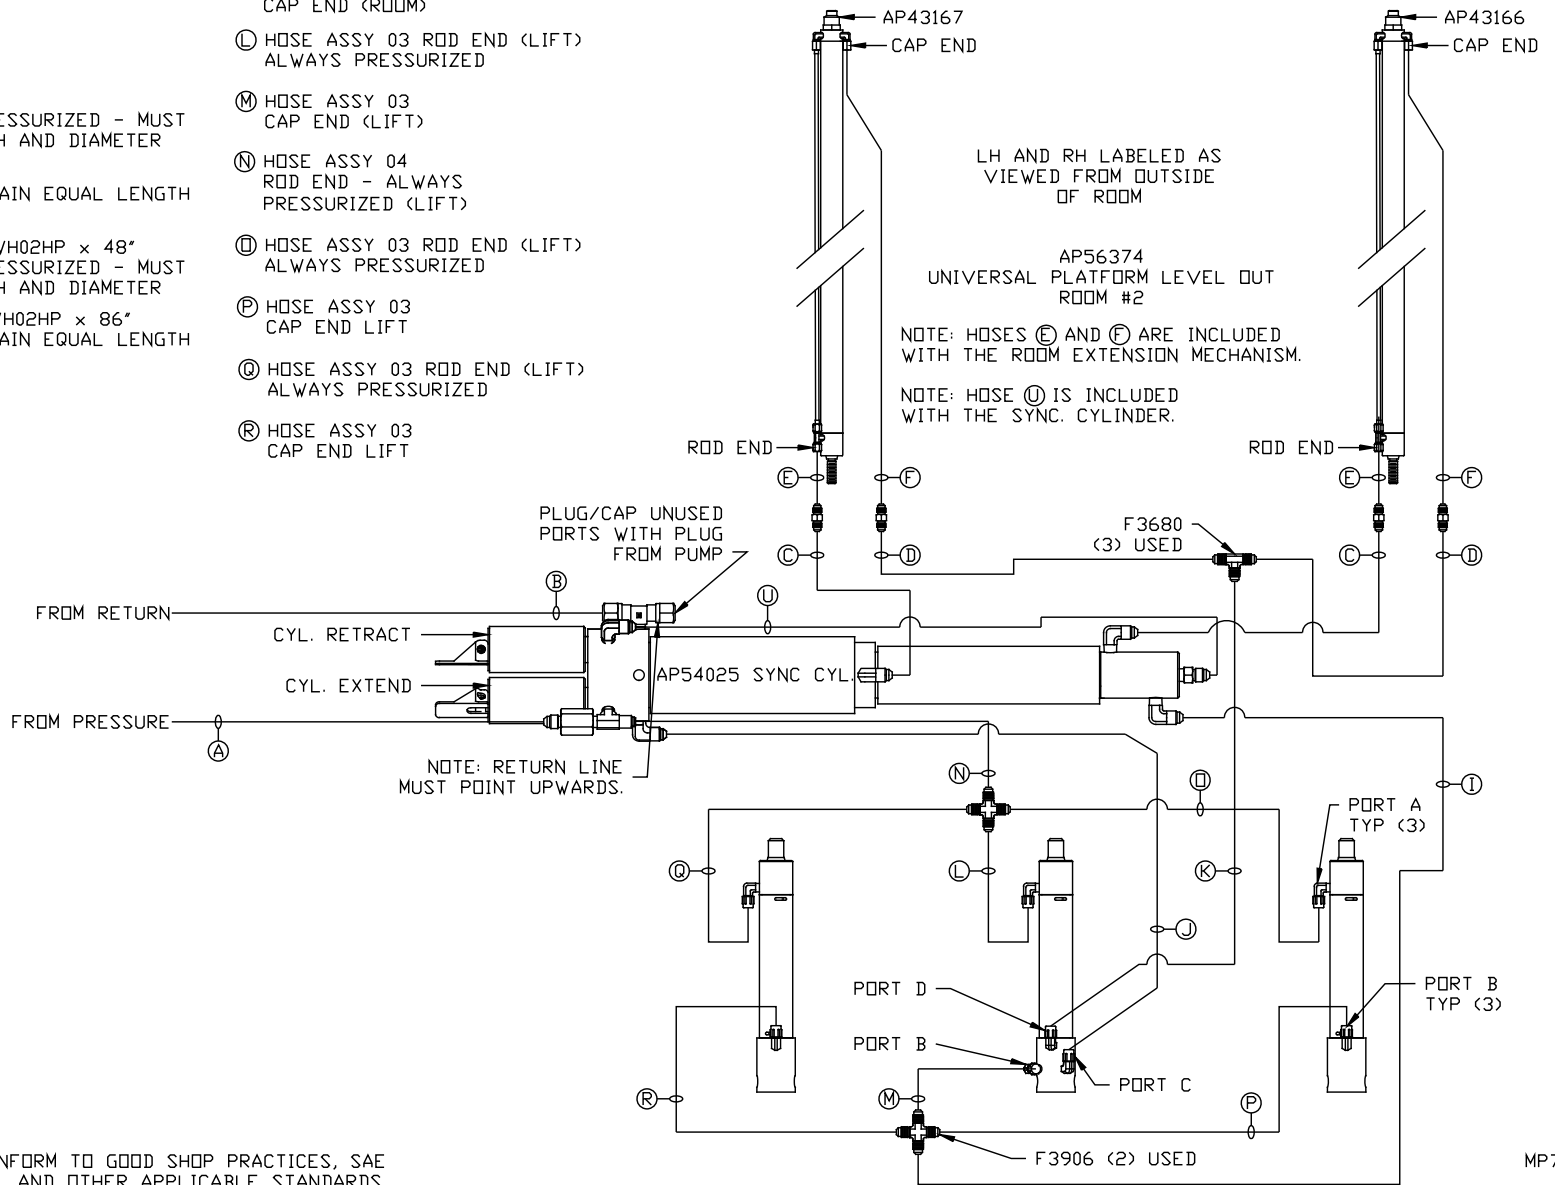 CAP END (ROOM)
Ⓛ HOSE ASSY 03 ROD END (LIFT)
ALWAYS PRESSURIZED
Ⓜ HOSE ASSY 03
CAP END (LIFT)
Ⓝ HOSE ASSY 04
ROD END - ALWAYS
PRESSURIZED (LIFT)
Ⓞ HOSE ASSY 03 ROD END (LIFT)
ALWAYS PRESSURIZED
Ⓟ HOSE ASSY 03
CAP END LIFT
Ⓠ HOSE ASSY 03 ROD END (LIFT)
ALWAYS PRESSURIZED
Ⓡ HOSE ASSY 03
CAP END LIFT
ESSURIZED - MUST
H AND DIAMETER
AIN EQUAL LENGTH
/H02HP x 48"
ESSURIZED - MUST
H AND DIAMETER
/H02HP x 86"
AIN EQUAL LENGTH
AP43167
CAP END
AP43166
CAP END
LH AND RH LABELED AS
VIEWED FROM OUTSIDE
OF ROOM
AP56374
UNIVERSAL PLATFORM LEVEL OUT
ROOM #2
NOTE: HOSES Ⓔ AND Ⓕ ARE INCLUDED
WITH THE ROOM EXTENSION MECHANISM.
NOTE: HOSE Ⓤ IS INCLUDED
WITH THE SYNC. CYLINDER.
ROD END
ROD END
E
F
E
F
PLUG/CAP UNUSED
PORTS WITH PLUG
FROM PUMP
F3680
(3) USED
C
D
C
D
B
U
FROM RETURN
CYL. RETRACT
AP54025 SYNC CYL.
CYL. EXTEND
FROM PRESSURE
A
NOTE: RETURN LINE
MUST POINT UPWARDS.
N
O
I
PORT A
TYP (3)
Q
L
K
J
PORT D
PORT B
TYP (3)
PORT B
PORT C
R
M
P
F3906 (2) USED
NFORM TO GOOD SHOP PRACTICES, SAE
AND OTHER APPLICABLE STANDARDS
MP7